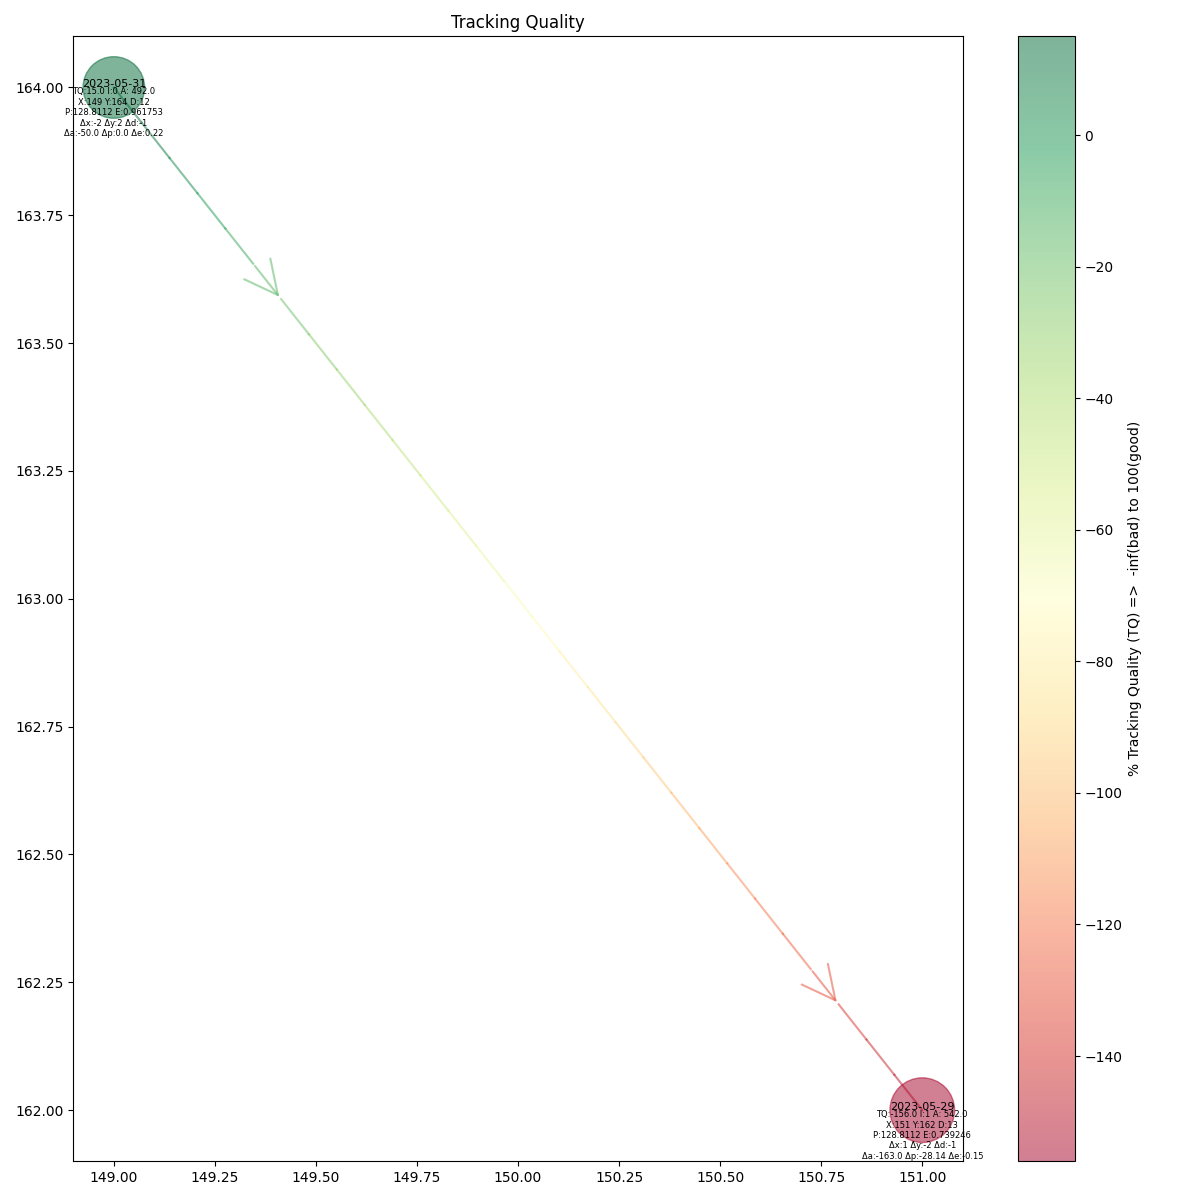 Tracking Quality
164.00
163.75
163.50
163.25
163.00
162.75
162.50
162.25
162.00
2023-05-31
TQ:15.0 I:0 A: 492.0
X:149 Y:164 D:12
P:128.8112 E:0.961753
Δx:-2 Δy:2 Δd:-1
Δa:-50.0 Δp:0.0 Δe:0.22
2023-05-29
TQ:-156.0 I:1 A: 542.0
X:151 Y:162 D:13
P:128.8112 E:0.739246
Δx:1 Δy:-2 Δd:-1
Δa:-163.0 Δp:-28.14 Δe:-0.15
149.00 149.25 149.50 149.75 150.00 150.25 150.50 150.75 151.00
0
−20
−40
−60
−80
−100
−120
−140
% Tracking Quality (TQ) => -inf(bad) to 100(good)